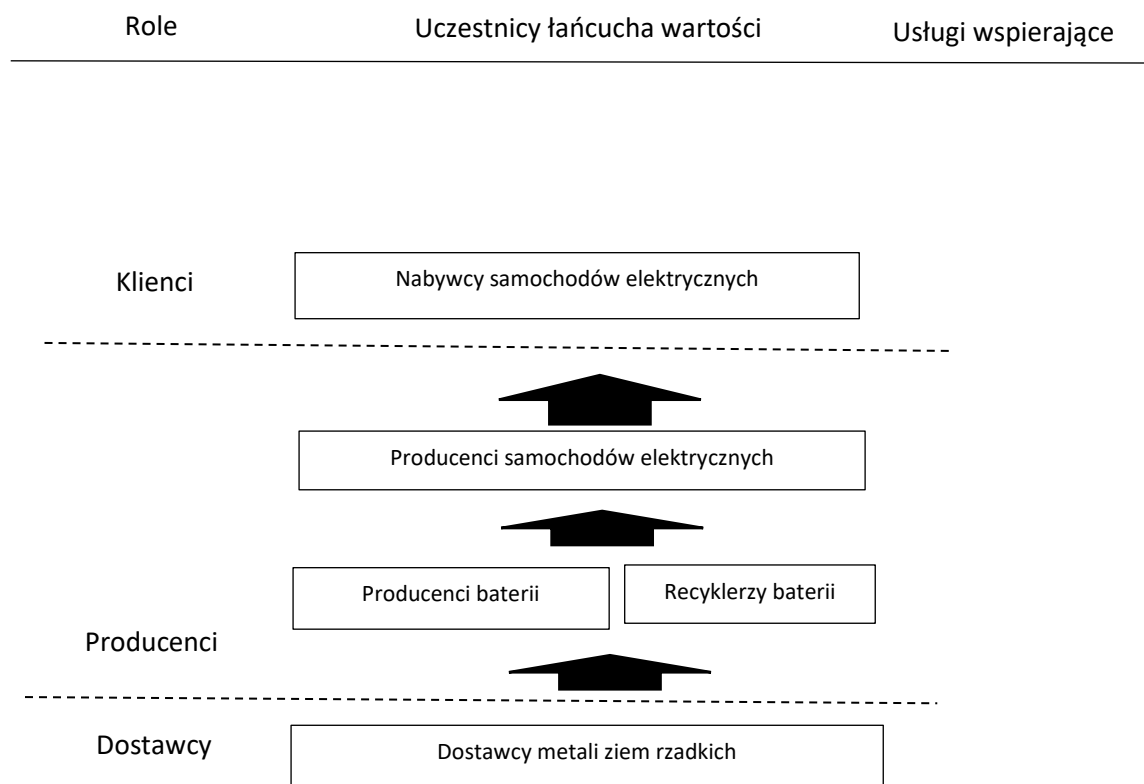 Role
Uczestnicy łańcucha wartości
Usługi wspierające
Klienci
Nabywcy samochodów elektrycznych
Producenci samochodów elektrycznych
Producenci baterii
Recyklerzy baterii
Producenci
Dostawcy
Dostawcy metali ziem rzadkich